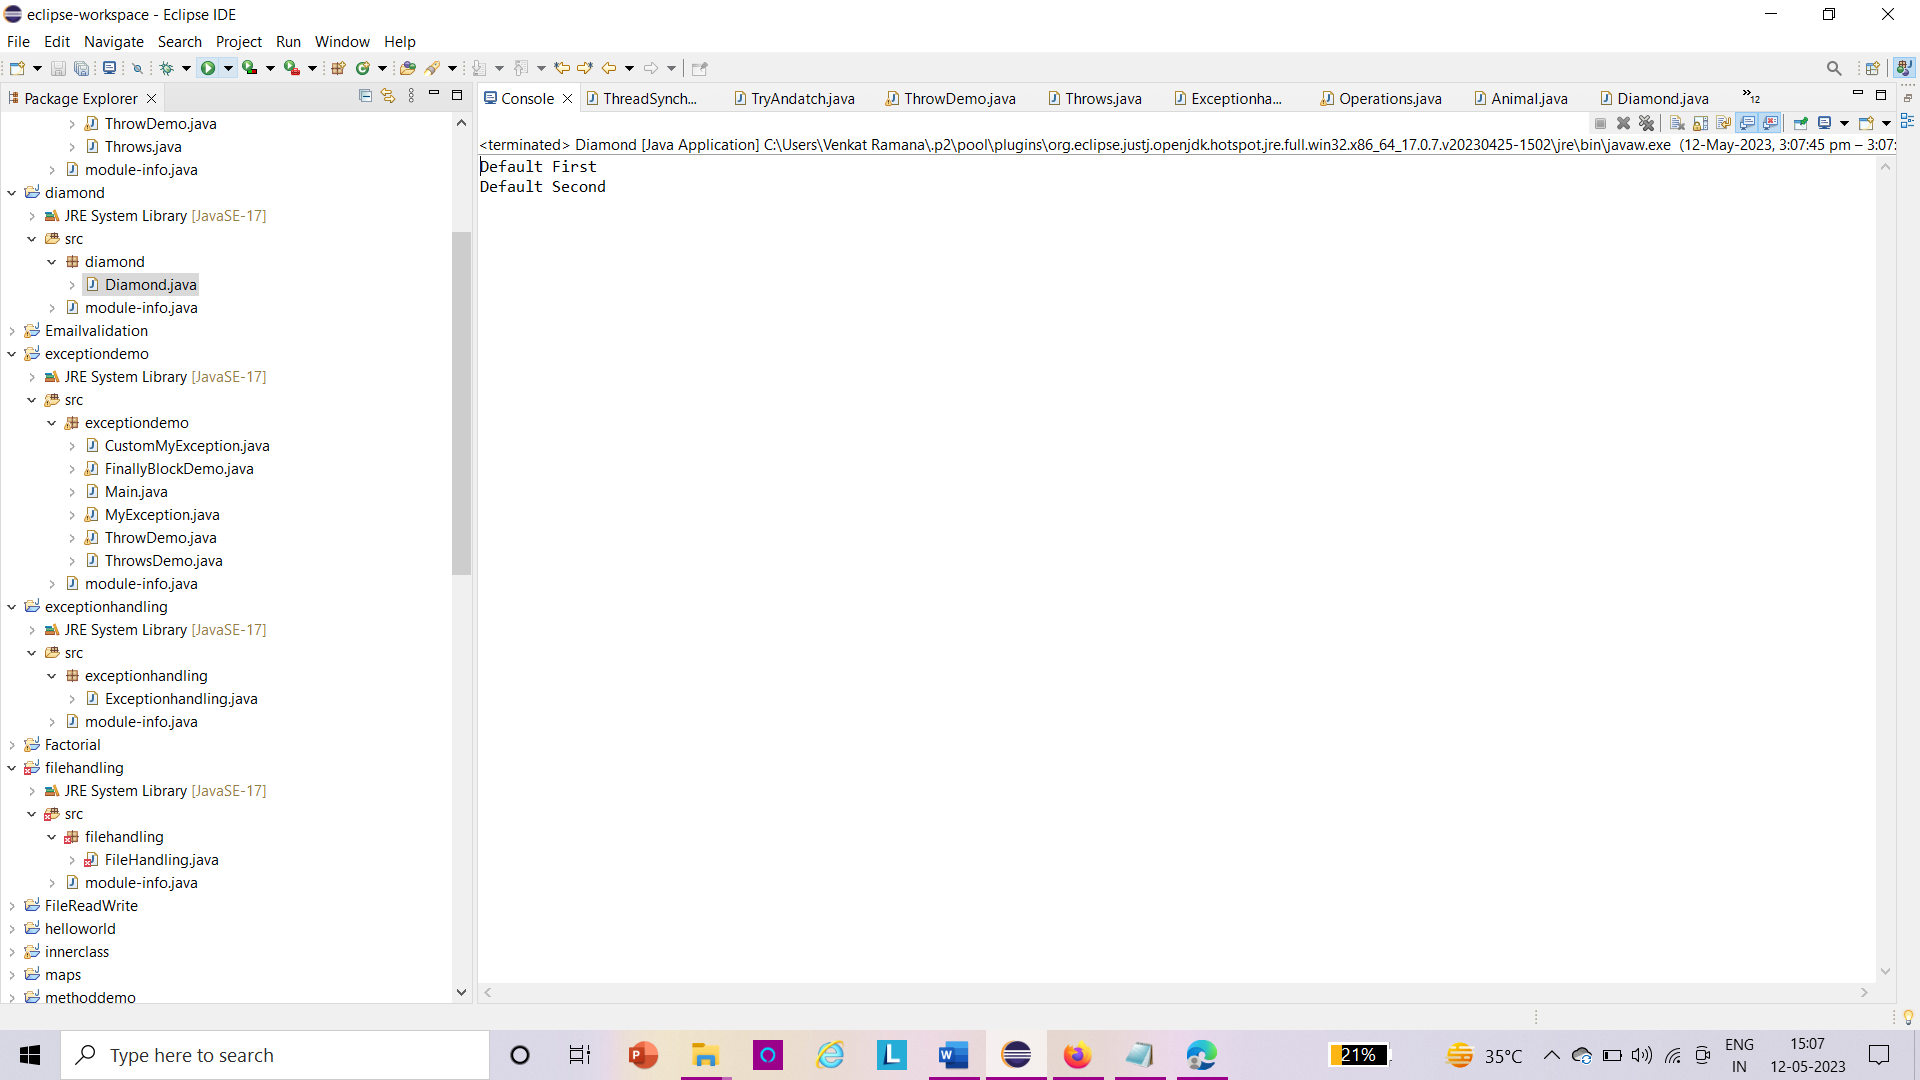 eclipse-workspace - Eclipse IDE
File Edit Navigate Search Project Run Window Help
Package Explorer
ThrowDemo.java
Throws.java
module-info.java
diamond
JRE System Library [JavaSE-17]
src
diamond
Diamond.java
module-info.java
Emailvalidation
exceptiondemo
JRE System Library [JavaSE-17]
src
exceptiondemo
CustomMyException.java
FinallyBlockDemo.java
Main.java
MyException.java
ThrowDemo.java
ThrowsDemo.java
module-info.java
exceptionhandling
JRE System Library [JavaSE-17]
src
exceptionhandling
Exceptionhandling.java
module-info.java
Factorial
filehandling
JRE System Library [JavaSE-17]
src
filehandling
FileHandling.java
module-info.java
FileReadWrite
helloworld
innerclass
maps
methoddemo
Console ThreadSynch... TryAndatch.java ThrowDemo.java Throws.java Exceptionha... Operations.java Animal.java Diamond.java »12
<terminated> Diamond [Java Application] C:\Users\Venkat Ramana\.p2\pool\plugins\org.eclipse.justj.openjdk.hotspot.jre.full.win32.x86_64_17.0.7.v20230425-1502\jre\bin\javaw.exe (12-May-2023, 3:07:45 pm – 3:07:
Default First
Default Second
Type here to search
21%
35°C
ENG
IN
15:07
12-05-2023